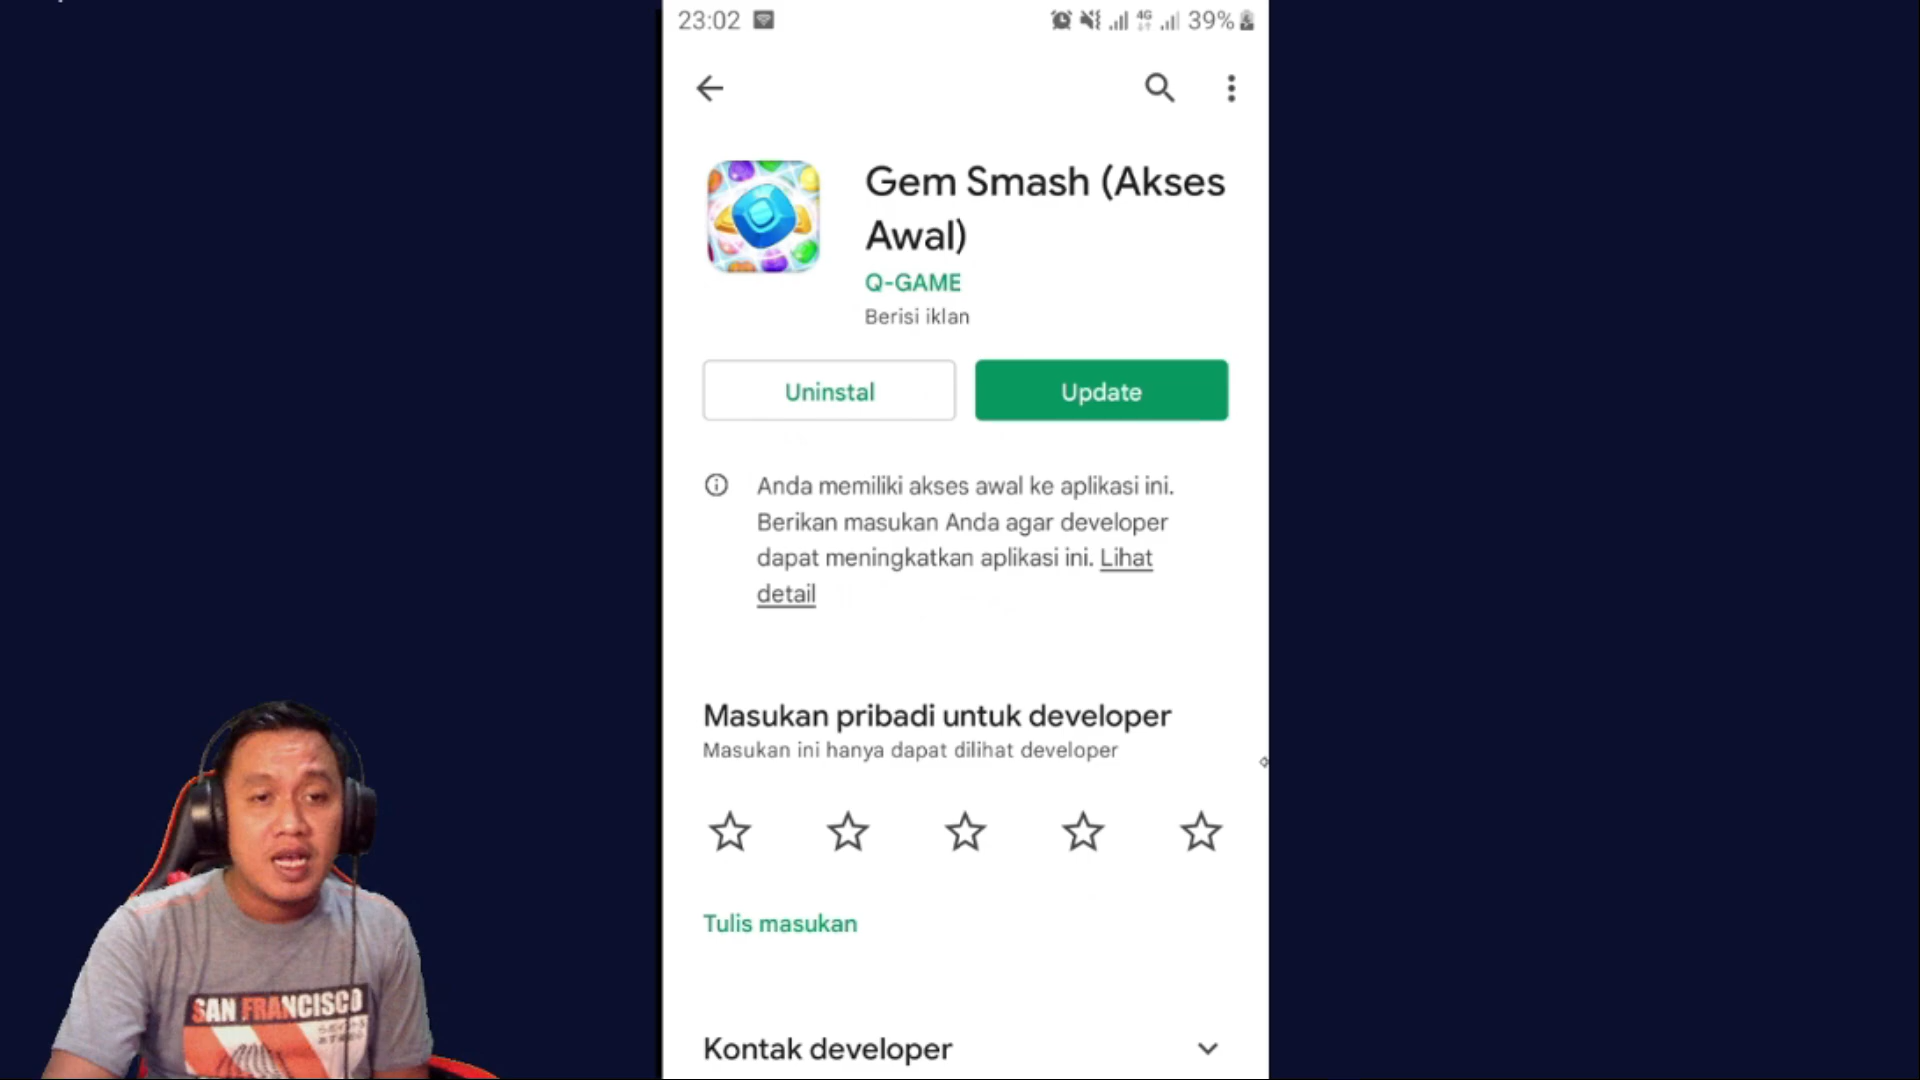 23:02
4G
39%
Gem Smash (Akses
Awal)
Q-GAME
Berisi iklan
Uninstal
Update
Anda memiliki akses awal ke aplikasi ini.
Berikan masukan Anda agar developer
dapat meningkatkan aplikasi ini. Lihat
detail
Masukan pribadi untuk developer
Masukan ini hanya dapat dilihat developer
Tulis masukan
SAN FRANCISCO
Kontak developer